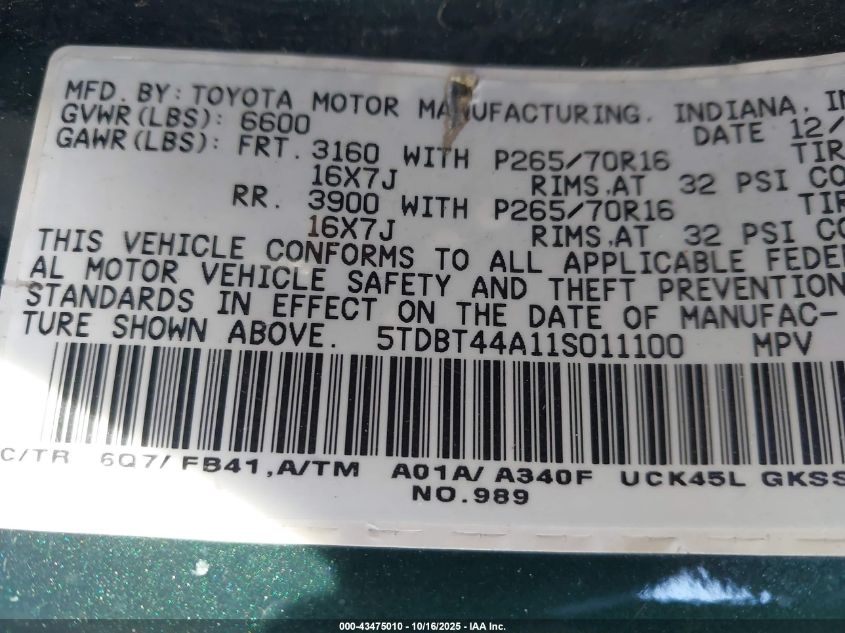 MFD. BY: TOYOTA MOTOR MANUFACTURING, INDIANA,
GVWR(LBS): 6600 DATE 12/
GAWR(LBS): FRT. 3160 WITH P265/70R16
16X7J RIMS,AT 32 PSI
RR. 3900 WITH P265/70R16
16X7J RIMS,AT 32 PSI
THIS VEHICLE CONFORMS TO ALL APPLICABLE FEDE
AL MOTOR VEHICLE SAFETY AND THEFT PREVENTION
STANDARDS IN EFFECT ON THE DATE OF MANUFAC-
TURE SHOWN ABOVE. 5TDBT44A11S011100 MPV
C/TR 6Q7/FB41,A/TM A01A/A340F UCK45L GKSS
NO.989
000-43475010 - 10/16/2025 - IAA Inc.